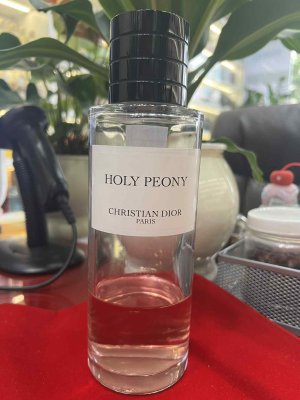 HOLY PEONY
CHRISTIAN DIOR
PARIS